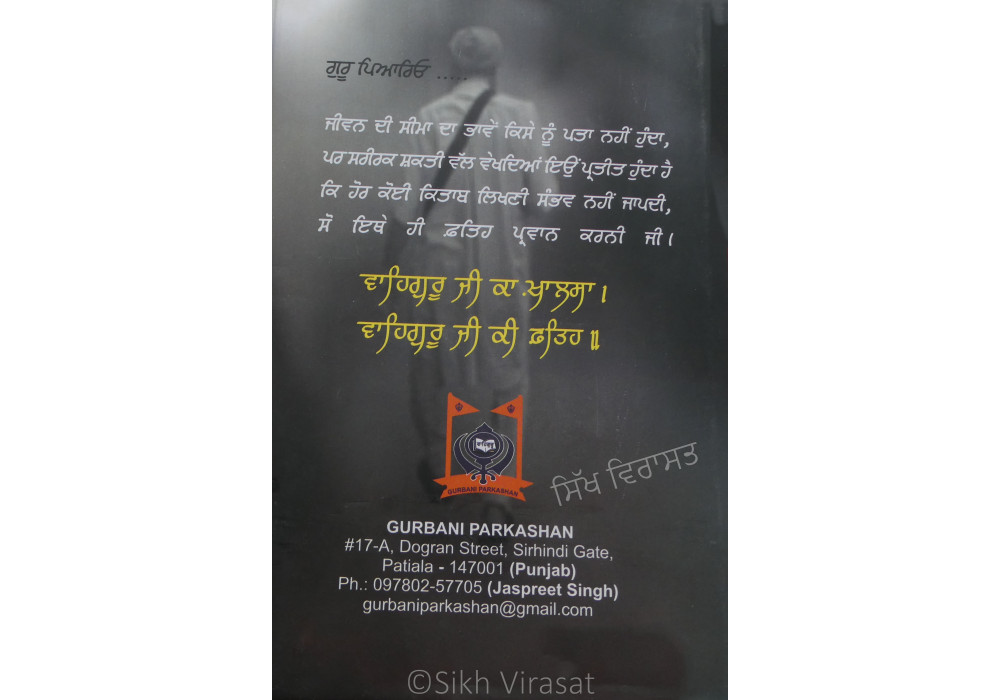 ਗੁਰੂ ਪਿਆਰਿਓ .....
ਜੀਵਨ ਦੀ ਸੀਮਾ ਦਾ ਭਾਵੇਂ ਕਿਸੇ ਨੂੰ ਪਤਾ ਨਹੀਂ ਹੁੰਦਾ,
ਪਰ ਸਰੀਰਕ ਸ਼ਕਤੀ ਵੱਲ ਵੇਖਦਿਆਂ ਇਉਂ ਪ੍ਰਤੀਤ ਹੁੰਦਾ ਹੈ
ਕਿ ਹੋਰ ਕੋਈ ਕਿਤਾਬ ਲਿਖਣੀ ਸੰਭਵ ਨਹੀਂ ਜਾਪਦੀ,
ਸੋ ਇਥੇ ਹੀ ਫ਼ਤਿਹ ਪ੍ਰਵਾਨ ਕਰਨੀ ਜੀ।
ਵਾਹਿਗੁਰੂ ਜੀ ਕਾ ਖ਼ਾਲਸਾ।
ਵਾਹਿਗੁਰੂ ਜੀ ਕੀ ਫ਼ਤਿਹ॥
GURBANI PARKASHAN
ਸਿੱਖ ਵਿਰਾਸਤ
GURBANI PARKASHAN
#17-A, Dogran Street, Sirhindi Gate,
Patiala - 147001 (Punjab)
Ph.: 097802-57705 (Jaspreet Singh)
gurbaniparkashan@gmail.com
©Sikh Virasat